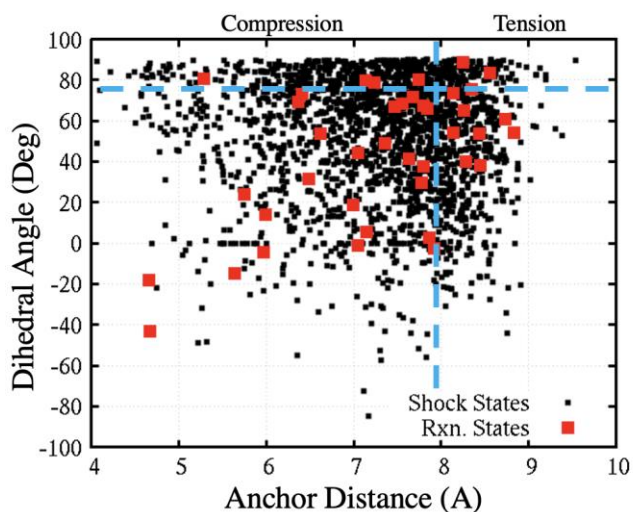 Compression Tension
100
80
60
40
20
0
-20
-40
-60
-80
-100
Dihedral Angle (Deg)
Shock States
Rxn. States
4 5 6 7 8 9 10
Anchor Distance (A)